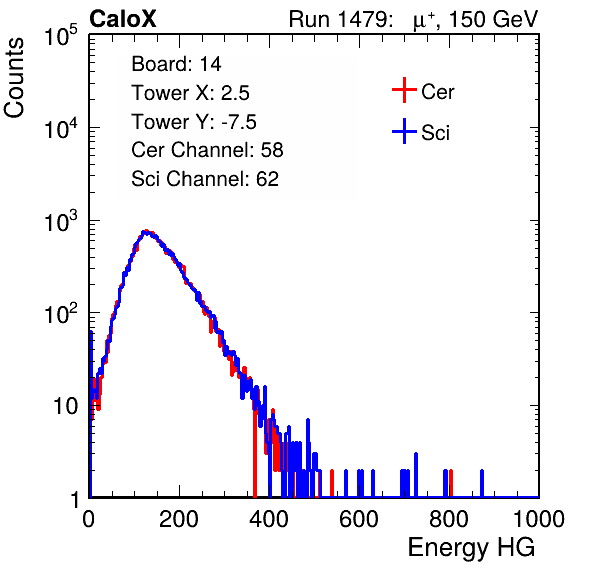 CaloX Run 1479: μ⁺, 150 GeV
Counts
10⁵
10⁴
10³
10²
10
1
Board: 14
Tower X: 2.5
Tower Y: -7.5
Cer Channel: 58
Sci Channel: 62
Cer
Sci
0 200 400 600 800 1000
Energy HG